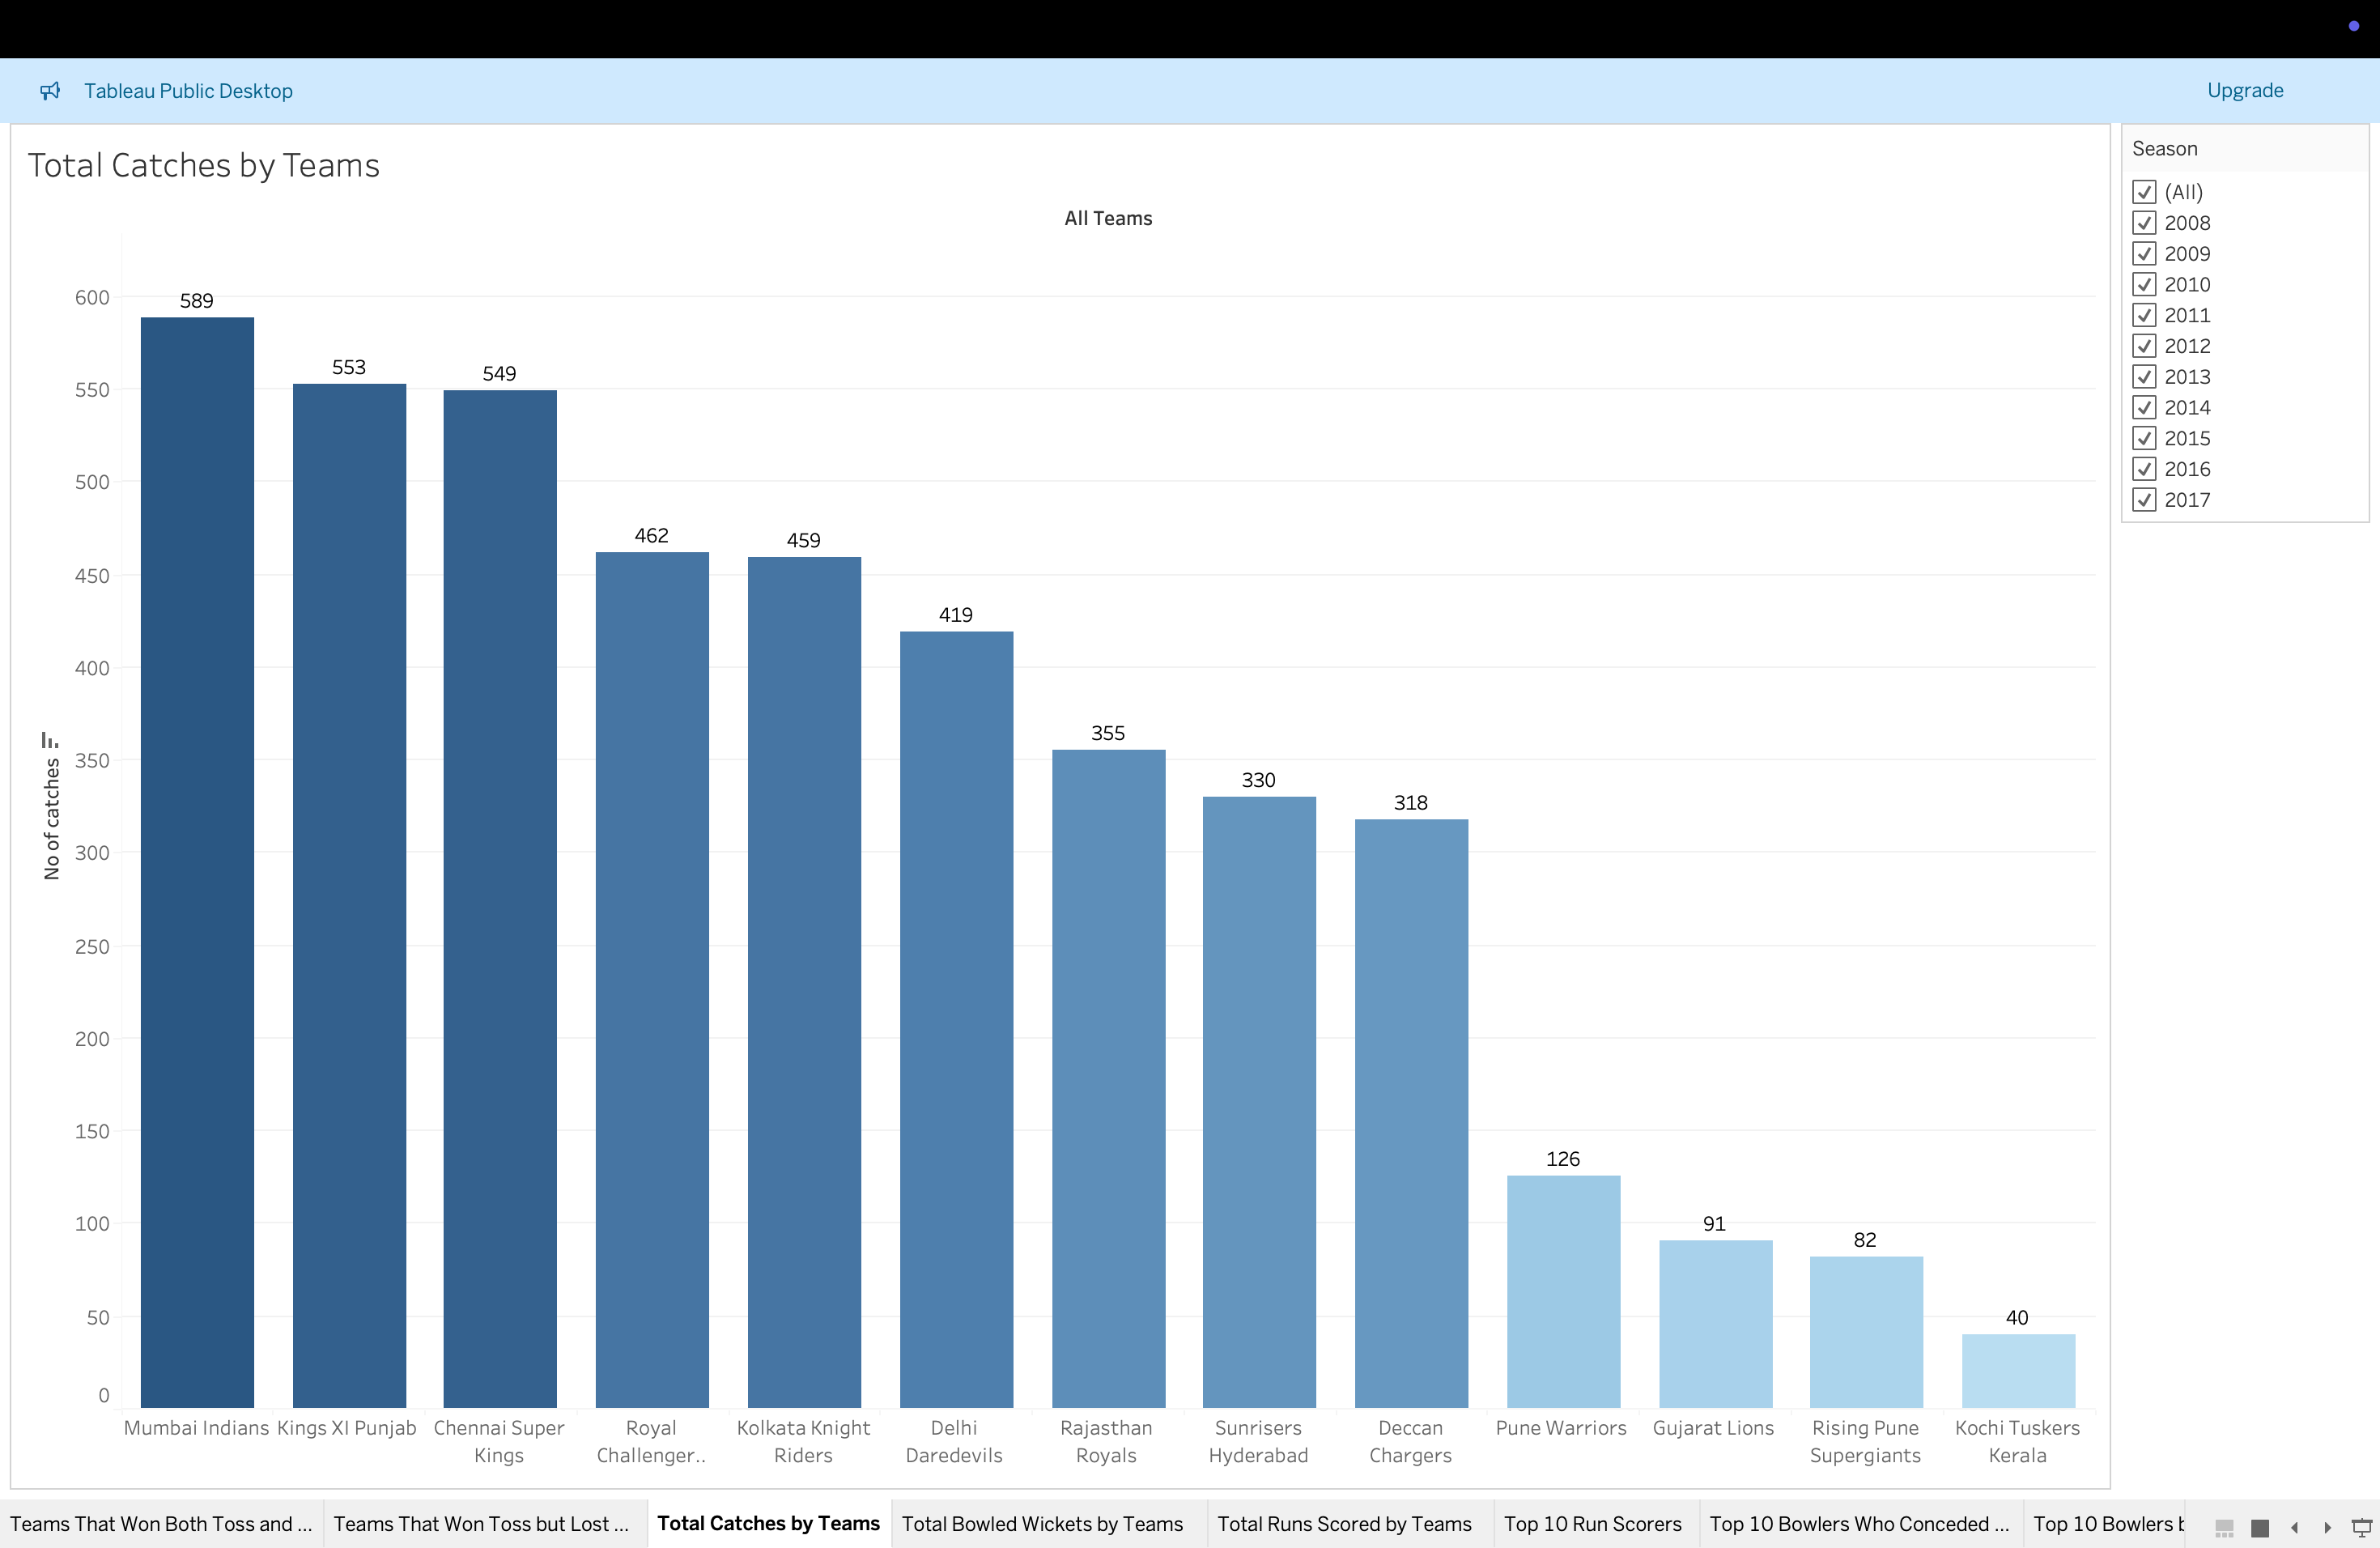 Tableau Public Desktop
Upgrade
Total Catches by Teams
All Teams
600
550
500
450
400
350
300
250
200
150
100
50
0
No of catches
589
553
549
462
459
419
355
330
318
126
91
82
40
Mumbai Indians
Kings XI Punjab
Chennai Super
Kings
Royal
Challenger..
Kolkata Knight
Riders
Delhi
Daredevils
Rajasthan
Royals
Sunrisers
Hyderabad
Deccan
Chargers
Pune Warriors
Gujarat Lions
Rising Pune
Supergiants
Kochi Tuskers
Kerala
Season
(All)
2008
2009
2010
2011
2012
2013
2014
2015
2016
2017
Teams That Won Both Toss and ...
Teams That Won Toss but Lost ...
Total Catches by Teams
Total Bowled Wickets by Teams
Total Runs Scored by Teams
Top 10 Run Scorers
Top 10 Bowlers Who Conceded ...
Top 10 Bowlers